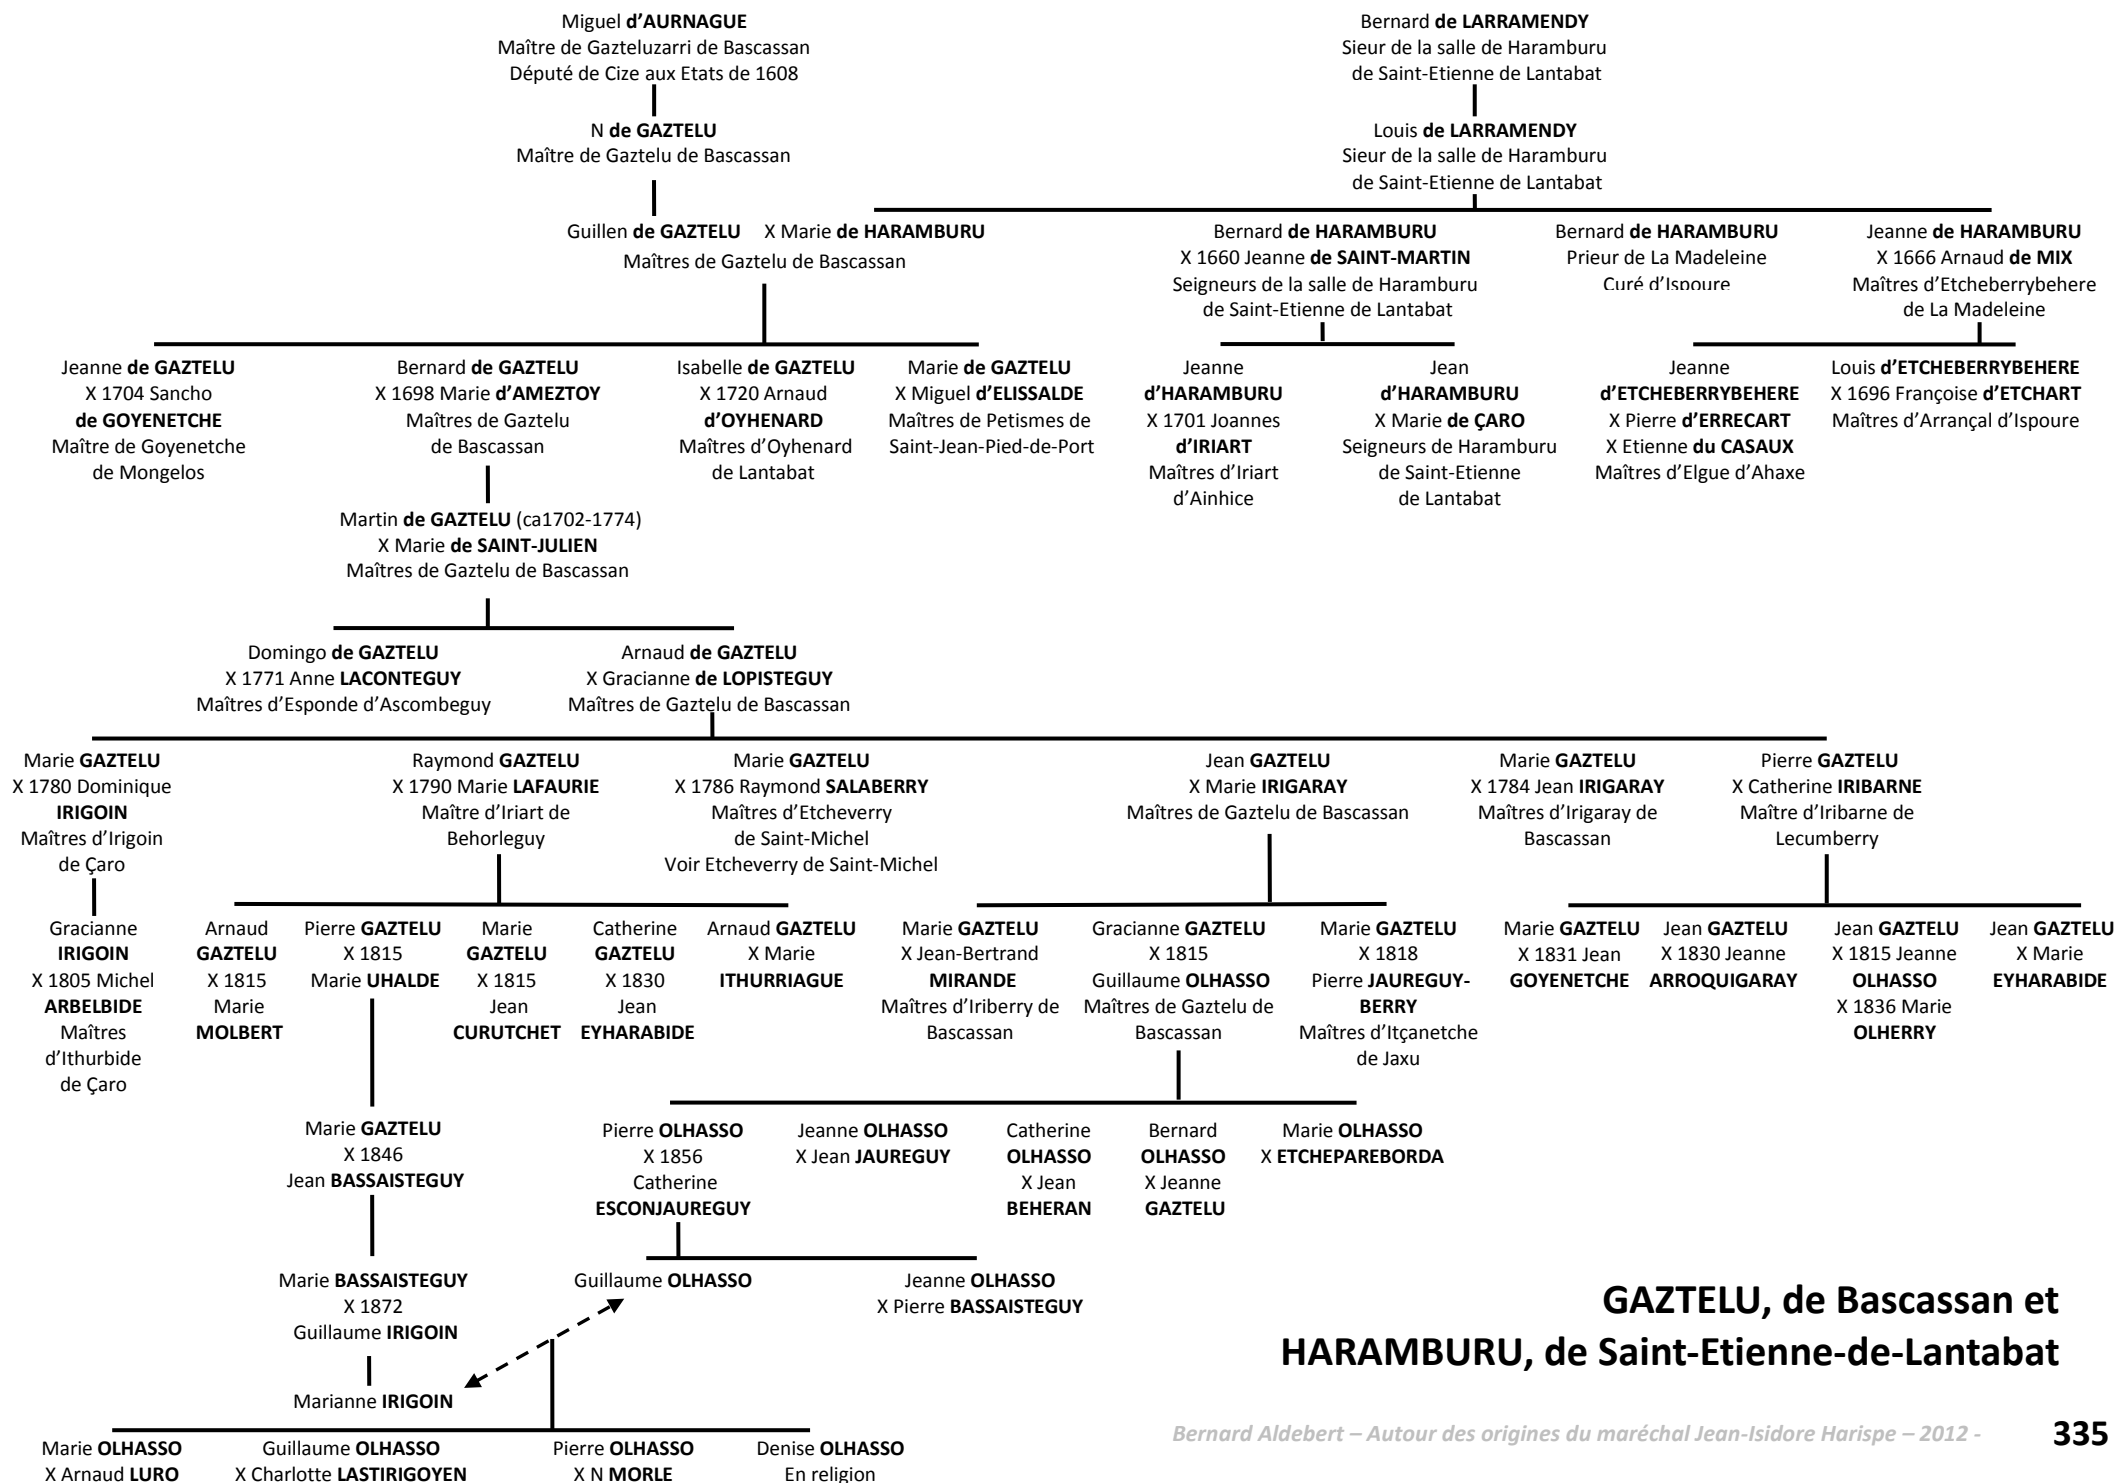 Miguel d'AURNAGUE
Maître de Gazteluzarri de Bascassan
Député de Cize aux Etats de 1608
Bernard de LARRAMENDY
Sieur de la salle de Haramburu
de Saint-Etienne de Lantabat
N de GAZTELU
Maître de Gaztelu de Bascassan
Louis de LARRAMENDY
Sieur de la salle de Haramburu
de Saint-Etienne de Lantabat
Guillen de GAZTELU X Marie de HARAMBURU
Maîtres de Gaztelu de Bascassan
Bernard de HARAMBURU
X 1660 Jeanne de SAINT-MARTIN
Seigneurs de la salle de Haramburu
de Saint-Etienne de Lantabat
Bernard de HARAMBURU
Prieur de La Madeleine
Curé d'Ispoure
Jeanne de HARAMBURU
X 1666 Arnaud de MIX
Maîtres d'Etcheberrybehere
de La Madeleine
Jeanne de GAZTELU
X 1704 Sancho
de GOYENETCHE
Maître de Goyenetche
de Mongelos
Bernard de GAZTELU
X 1698 Marie d'AMEZTOY
Maîtres de Gaztelu
de Bascassan
Isabelle de GAZTELU
X 1720 Arnaud
d'OYHENARD
Maîtres d'Oyhenard
de Lantabat
Marie de GAZTELU
X Miguel d'ELISSALDE
Maîtres de Petismes de
Saint-Jean-Pied-de-Port
Jeanne
d'HARAMBURU
X 1701 Joannes
d'IRIART
Maîtres d'Iriart
d'Ainhice
Jean
d'HARAMBURU
X Marie de ÇARO
Seigneurs de Haramburu
de Saint-Etienne
de Lantabat
Jeanne
d'ETCHEBERRYBEHERE
X Pierre d'ERRECART
X Etienne du CASAUX
Maîtres d'Elgue d'Ahaxe
Louis d'ETCHEBERRYBEHERE
X 1696 Françoise d'ETCHART
Maîtres d'Arrançal d'Ispoure
Martin de GAZTELU (ca1702-1774)
X Marie de SAINT-JULIEN
Maîtres de Gaztelu de Bascassan
Domingo de GAZTELU
X 1771 Anne LACONTEGUY
Maîtres d'Esponde d'Ascombeguy
Arnaud de GAZTELU
X Gracianne de LOPISTEGUY
Maîtres de Gaztelu de Bascassan
Marie GAZTELU
X 1780 Dominique
IRIGOIN
Maîtres d'Irigoin
de Çaro
Raymond GAZTELU
X 1790 Marie LAFAURIE
Maître d'Iriart de
Behorleguy
Marie GAZTELU
X 1786 Raymond SALABERRY
Maîtres d'Etcheverry
de Saint-Michel
Voir Etcheverry de Saint-Michel
Jean GAZTELU
X Marie IRIGARAY
Maîtres de Gaztelu de Bascassan
Marie GAZTELU
X 1784 Jean IRIGARAY
Maîtres d'Irigaray de
Bascassan
Pierre GAZTELU
X Catherine IRIBARNE
Maître d'Iribarne de
Lecumberry
Gracianne
IRIGOIN
X 1805 Michel
ARBELBIDE
Maîtres
d'Ithurbide
de Çaro
Arnaud
GAZTELU
X 1815
Marie
MOLBERT
Pierre GAZTELU
X 1815
Marie UHALDE
Marie
GAZTELU
X 1815
Jean
CURUTCHET
Catherine
GAZTELU
X 1830
Jean
EYHARABIDE
Arnaud GAZTELU
X Marie
ITHURRIAGUE
Marie GAZTELU
X Jean-Bertrand
MIRANDE
Maîtres d'Iriberry de
Bascassan
Gracianne GAZTELU
X 1815
Guillaume OLHASSO
Maîtres de Gaztelu de
Bascassan
Marie GAZTELU
X 1818
Pierre JAUREGUY-
BERRY
Maîtres d'Itçanetche
de Jaxu
Marie GAZTELU
X 1831 Jean
GOYENETCHE
Jean GAZTELU
X 1830 Jeanne
ARROQUIGARAY
Jean GAZTELU
X 1815 Jeanne
OLHASSO
X 1836 Marie
OLHERRY
Jean GAZTELU
X Marie
EYHARABIDE
Marie GAZTELU
X 1846
Jean BASSAISTEGUY
Pierre OLHASSO
X 1856
Catherine
ESCONJAUREGUY
Jeanne OLHASSO
X Jean JAUREGUY
Catherine
OLHASSO
X Jean
BEHERAN
Bernard
OLHASSO
X Jeanne
GAZTELU
Marie OLHASSO
X ETCHEPAREBORDA
Marie BASSAISTEGUY
X 1872
Guillaume IRIGOIN
Guillaume OLHASSO
Jeanne OLHASSO
X Pierre BASSAISTEGUY
Marianne IRIGOIN
GAZTELU, de Bascassan et
HARAMBURU, de Saint-Etienne-de-Lantabat
Marie OLHASSO
X Arnaud LURO
Guillaume OLHASSO
X Charlotte LASTIRIGOYEN
Pierre OLHASSO
X N MORLE
Denise OLHASSO
En religion
Bernard Aldebert – Autour des origines du maréchal Jean-Isidore Harispe – 2012 - 335